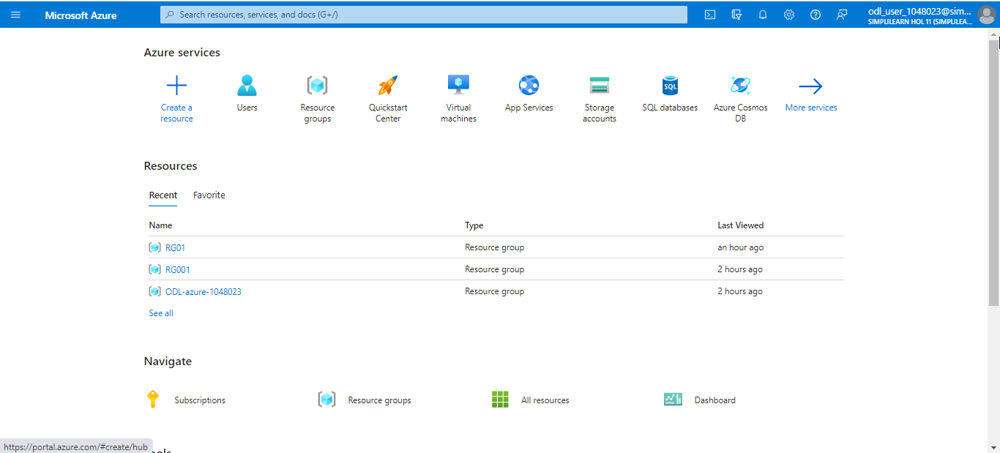 Microsoft Azure
Search resources, services, and docs (G+/)
odl_user_1048023@sim...
SIMPLILEARN HOL 11 (SIMPLILEA...
Azure services
Create a
resource
Users
Resource
groups
Quickstart
Center
Virtual
machines
App Services
Storage
accounts
SQL
SQL databases
Azure Cosmos
DB
More services
Resources
Recent Favorite
Name Type Last Viewed
RG01 Resource group an hour ago
RG001 Resource group 2 hours ago
ODL-azure-1048023 Resource group 2 hours ago
See all
Navigate
Subscriptions Resource groups All resources Dashboard
https://portal.azure.com/#create/hub